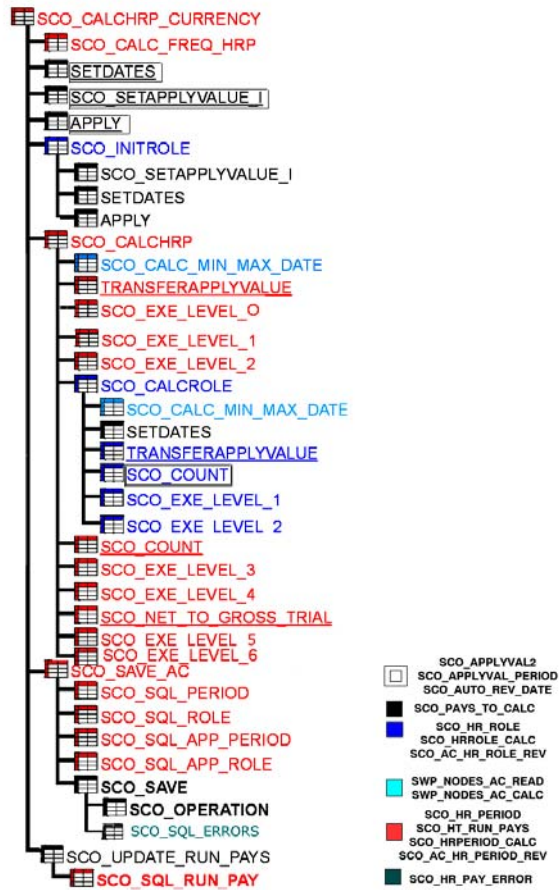 SCO_CALCHRP_CURRENCY
SCO_CALC_FREQ_HRP
SETDATES
SCO_SETAPPLYVALUE_I
APPLY
SCO_INITROLE
SCO_SETAPPLYVALUE_I
SETDATES
APPLY
SCO_CALCHRP
SCO_CALC_MIN_MAX_DATE
TRANSFERAPPLYVALUE
SCO_EXE_LEVEL_O
SCO_EXE_LEVEL_1
SCO_EXE_LEVEL_2
SCO_CALCROLE
SCO_CALC_MIN_MAX_DATE
SETDATES
TRANSFERAPPLYVALUE
SCO_COUNT
SCO_EXE_LEVEL_1
SCO_EXE_LEVEL_2
SCO_COUNT
SCO_EXE_LEVEL_3
SCO_EXE_LEVEL_4
SCO_NET_TO_GROSS_TRIAL
SCO_EXE_LEVEL_5
SCO_EXE_LEVEL_6
SCO_SAVE_AC
SCO_SQL_PERIOD
SCO_SQL_ROLE
SCO_SQL_APP_PERIOD
SCO_SQL_APP_ROLE
SCO_SAVE
SCO_OPERATION
SCO_SQL_ERRORS
SCO_UPDATE_RUN_PAYS
SCO_SQL_RUN_PAY
SCO_APPLYVAL2
SCO_APPLYVAL_PERIOD
SCO_AUTO_REV_DATE
SCO_PAYS_TO_CALC
SCO_HR_ROLE
SCO_HRROLE_CALC
SCO_AC_HR_ROLE_REV
SWP_NODES_AC_READ
SWP_NODES_AC_CALC
SCO_HR_PERIOD
SCO_HT_RUN_PAYS
SCO_HRPERIOD_CALC
SCO_AC_HR_PERIOD_REV
SCO_HR_PAY_ERROR